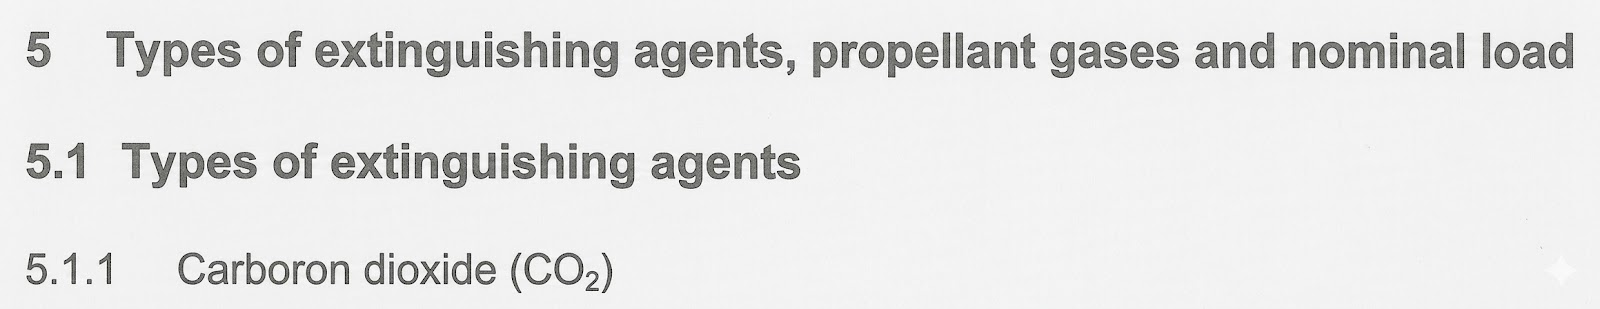 5 Types of extinguishing agents, propellant gases and nominal load
5.1 Types of extinguishing agents
5.1.1 Carboron dioxide (CO₂)